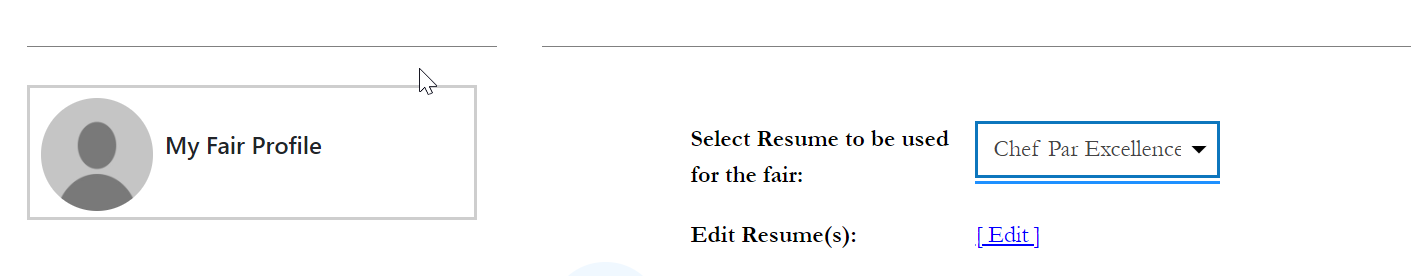 My Fair Profile
Select Resume to be used
for the fair:
Chef Par Excellence
Edit Resume(s):
[ Edit ]